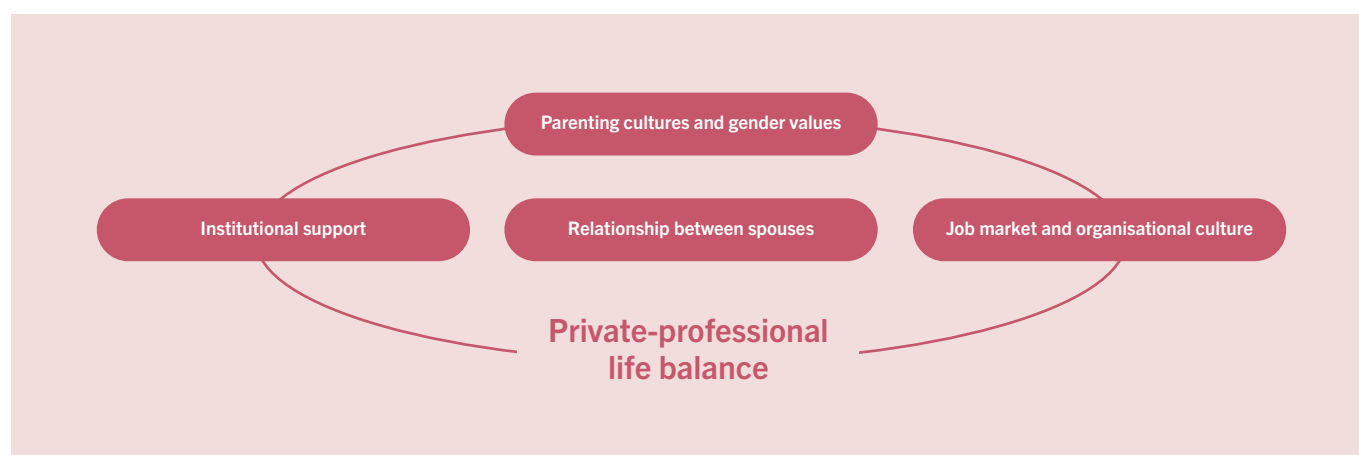 Parenting cultures and gender values
Institutional support
Relationship between spouses
Job market and organisational culture
Private-professional
life balance